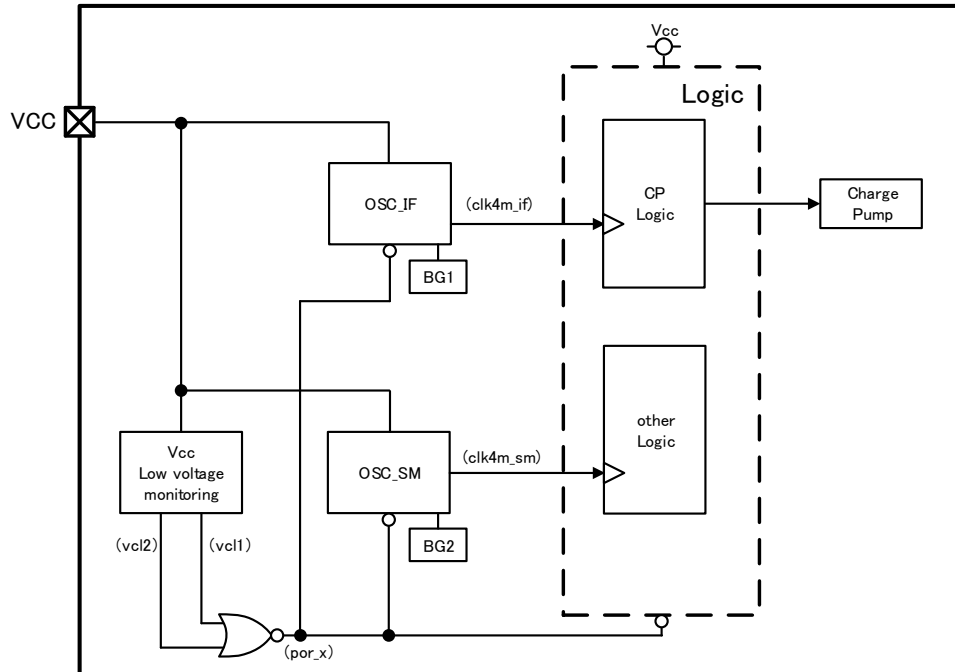 Vcc
Logic
VCC
OSC_IF
(clk4m_if)
CP
Logic
Charge
Pump
BG1
Vcc
Low voltage
monitoring
OSC_SM
(clk4m_sm)
other
Logic
BG2
(vcl2)
(vcl1)
(por_x)